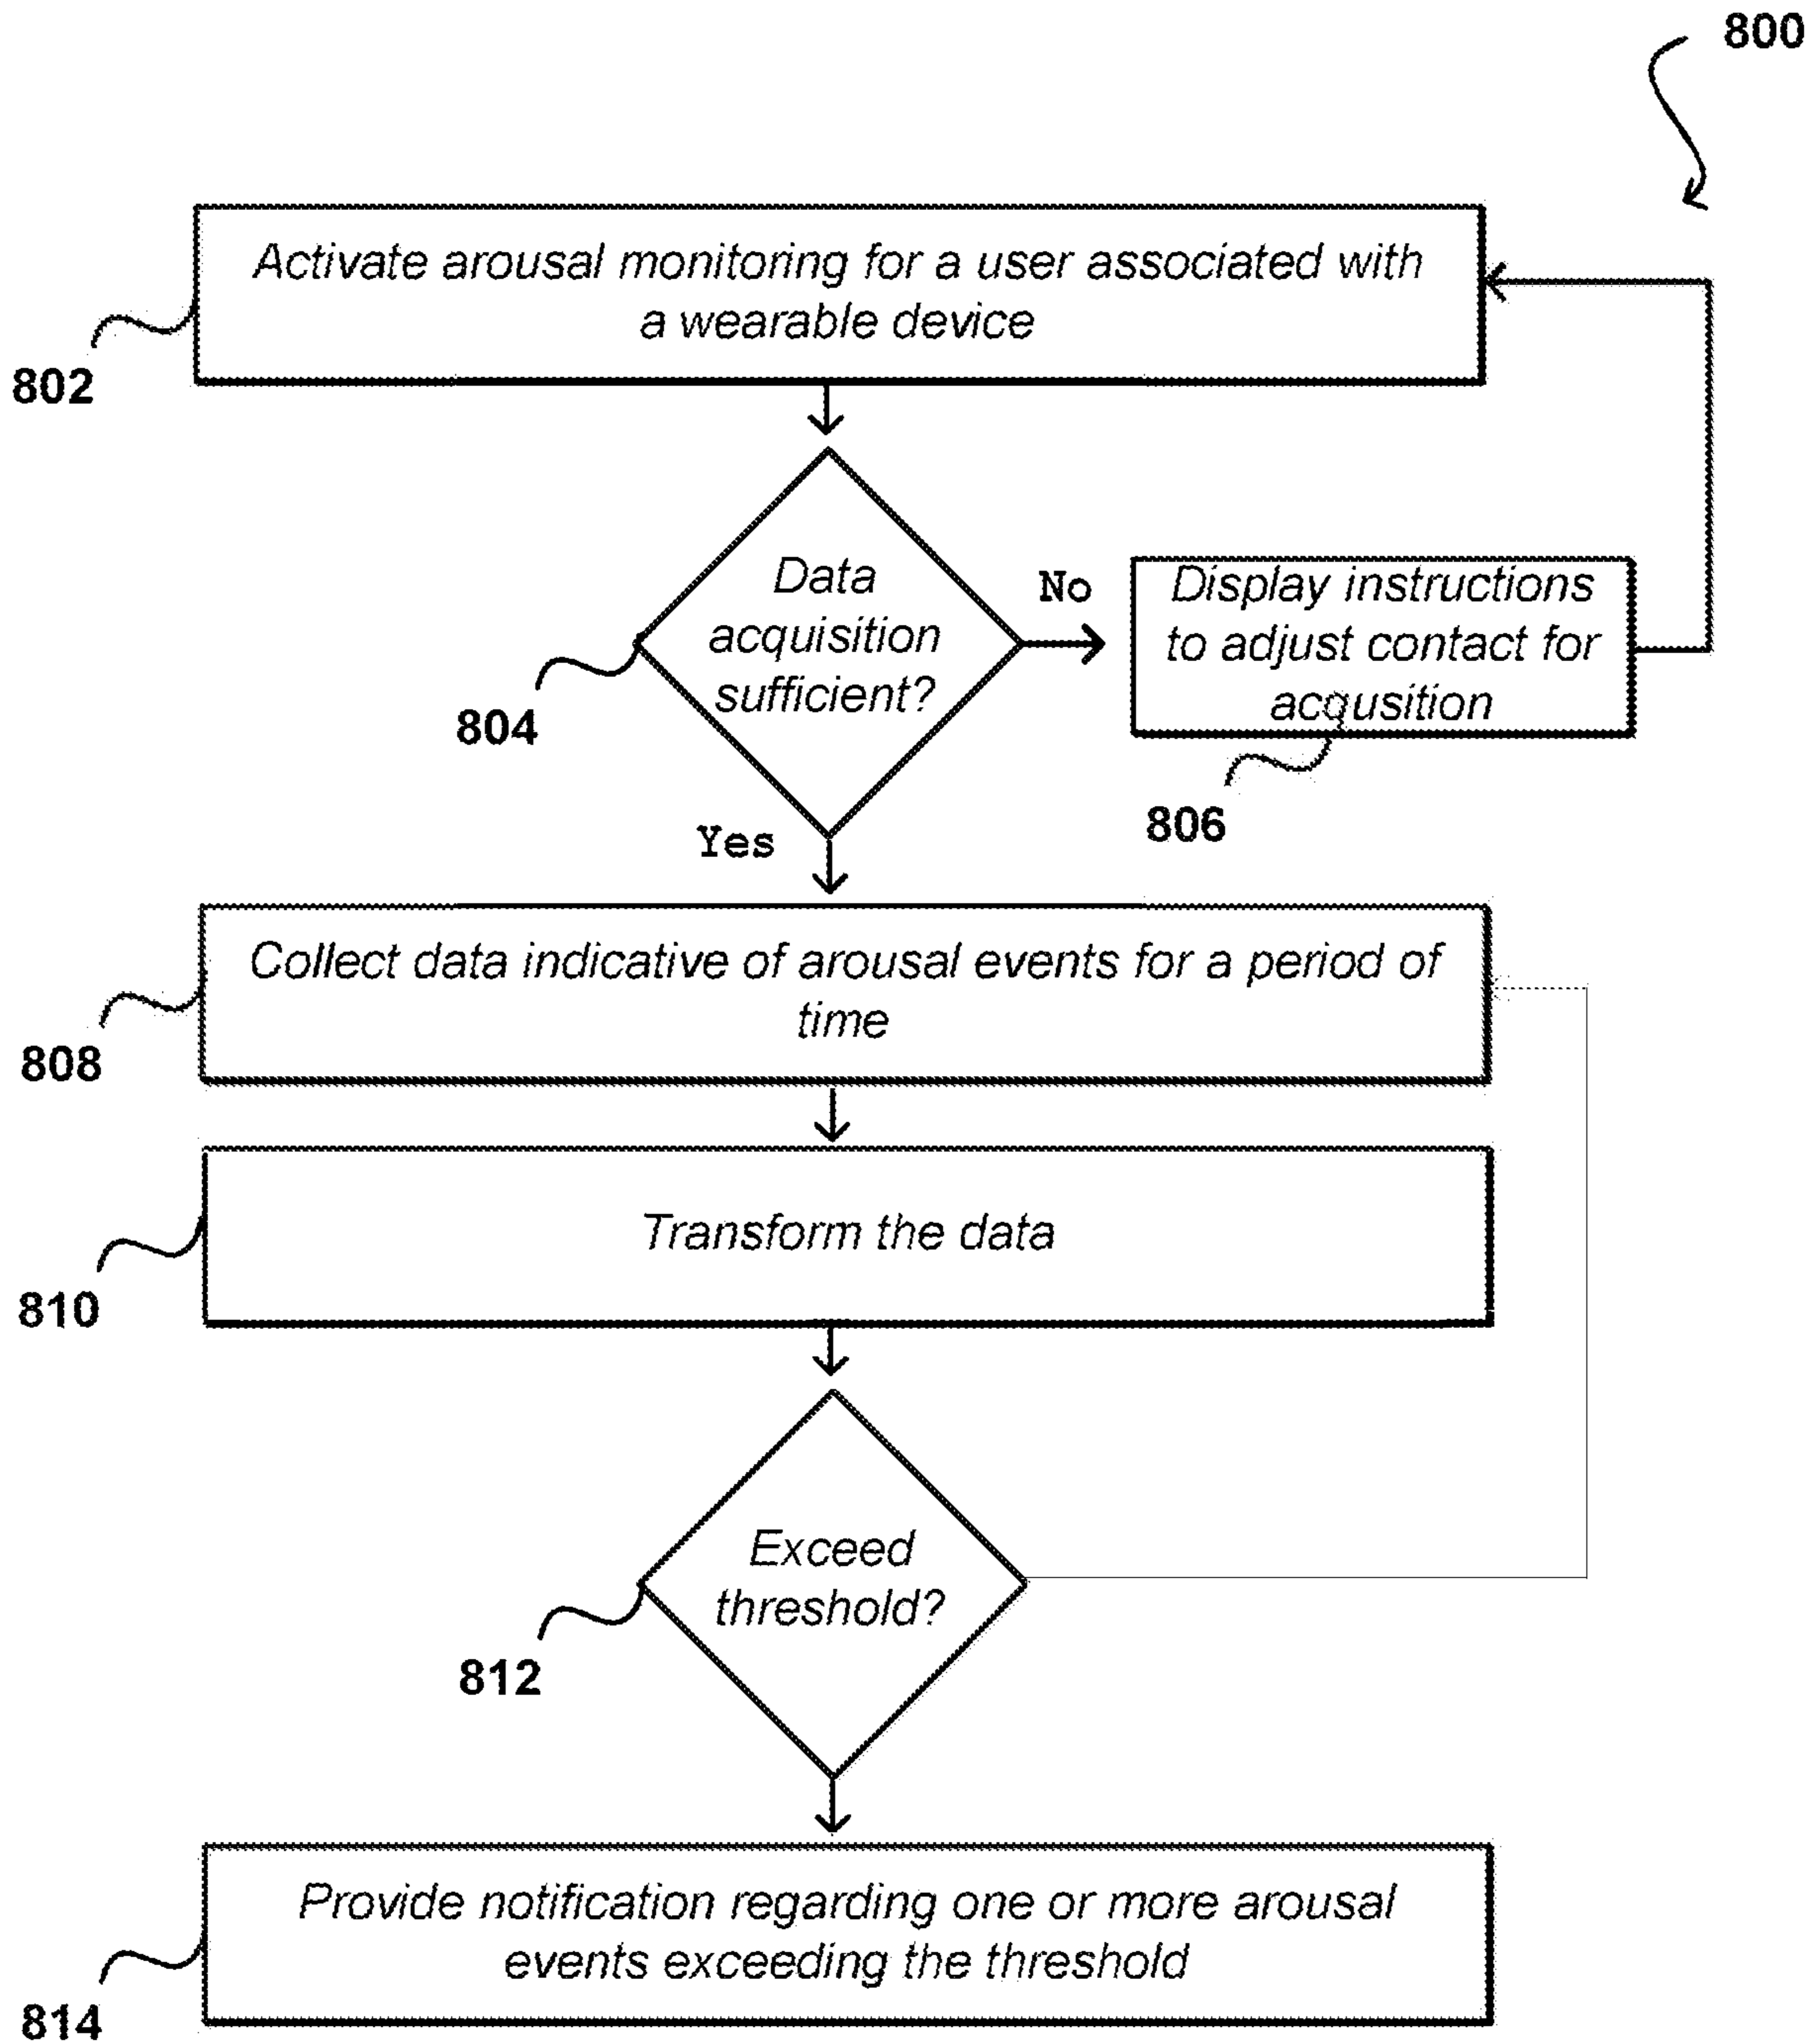 800
Activate arousal monitoring for a user associated with
a wearable device
802
Data
acquisition
sufficient?
804
No
Display instructions
to adjust contact for
acqusition
806
Yes
Collect data indicative of arousal events for a period of
time
808
Transform the data
810
Exceed
threshold?
812
Provide notification regarding one or more arousal
events exceeding the threshold
814